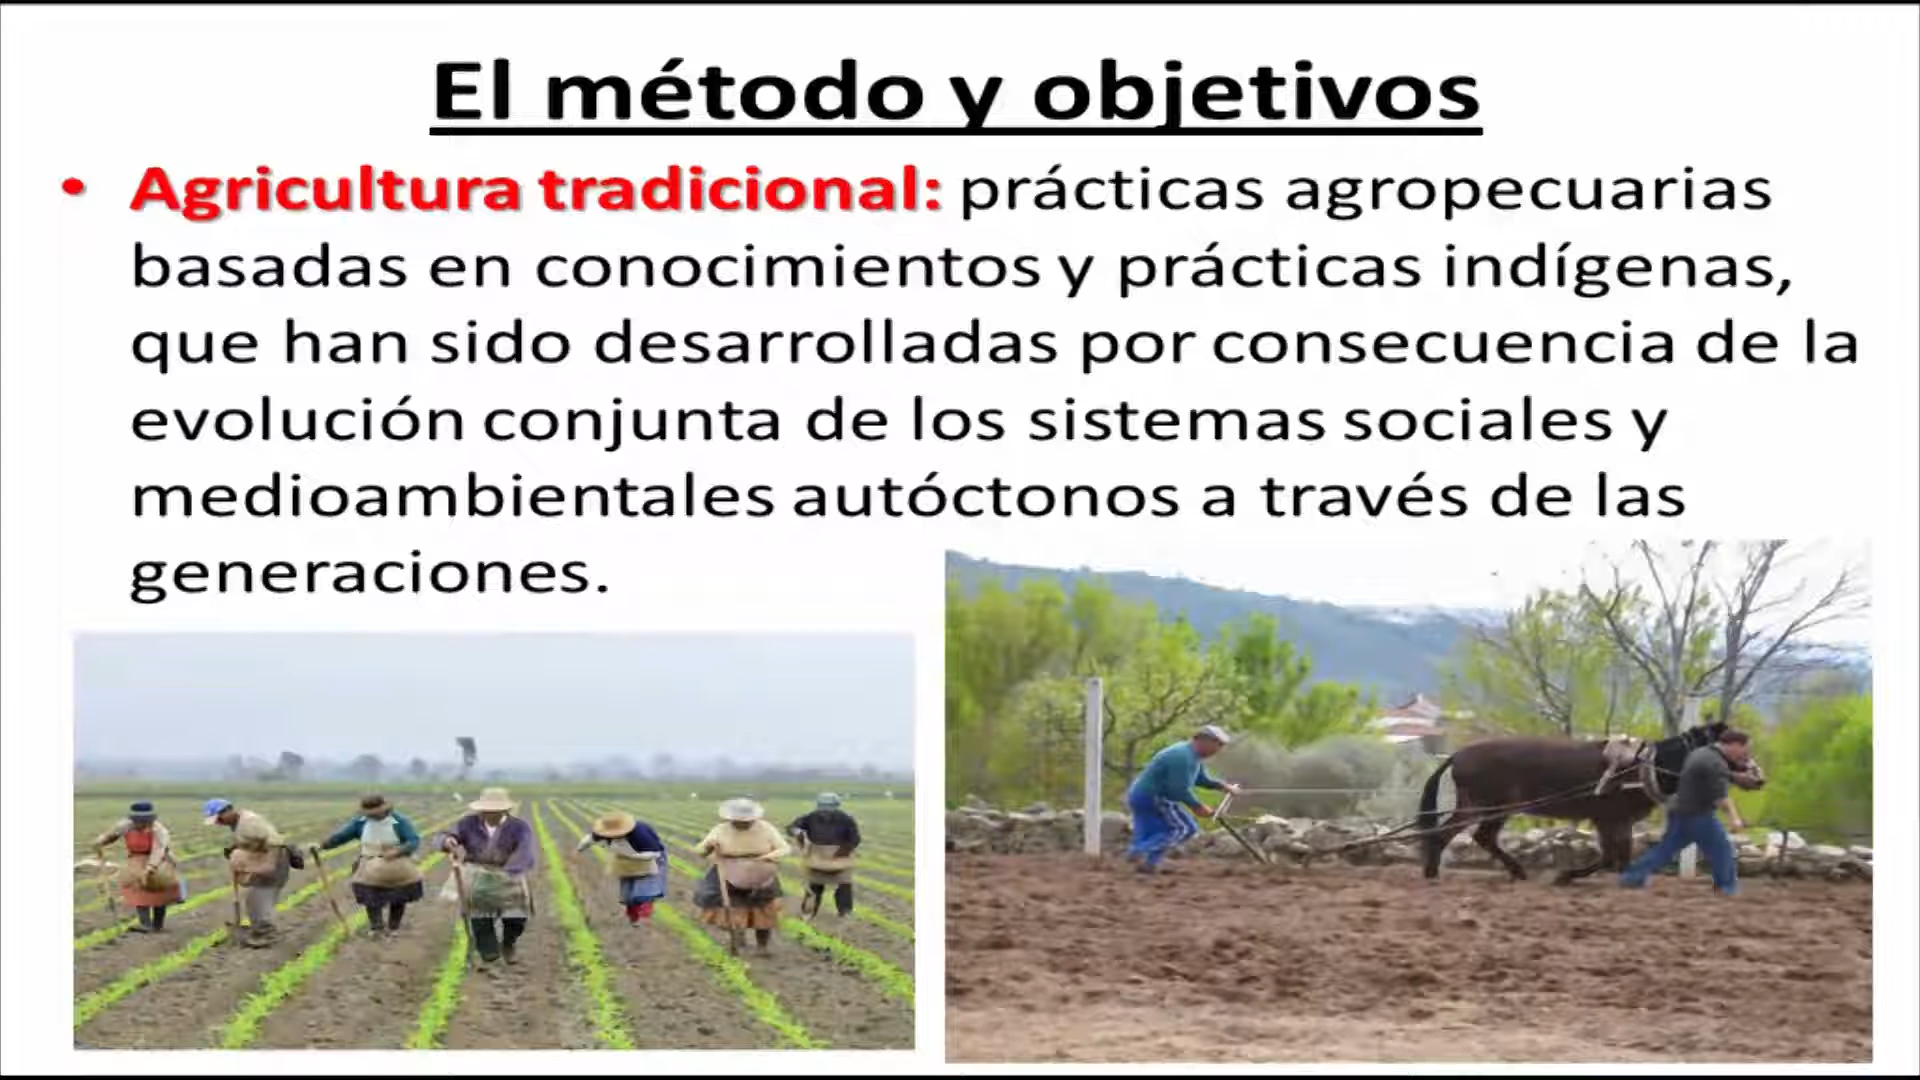 El método y objetivos
• Agricultura tradicional: prácticas agropecuarias
basadas en conocimientos y prácticas indígenas,
que han sido desarrolladas por consecuencia de la
evolución conjunta de los sistemas sociales y
medioambientales autóctonos a través de las
generaciones.